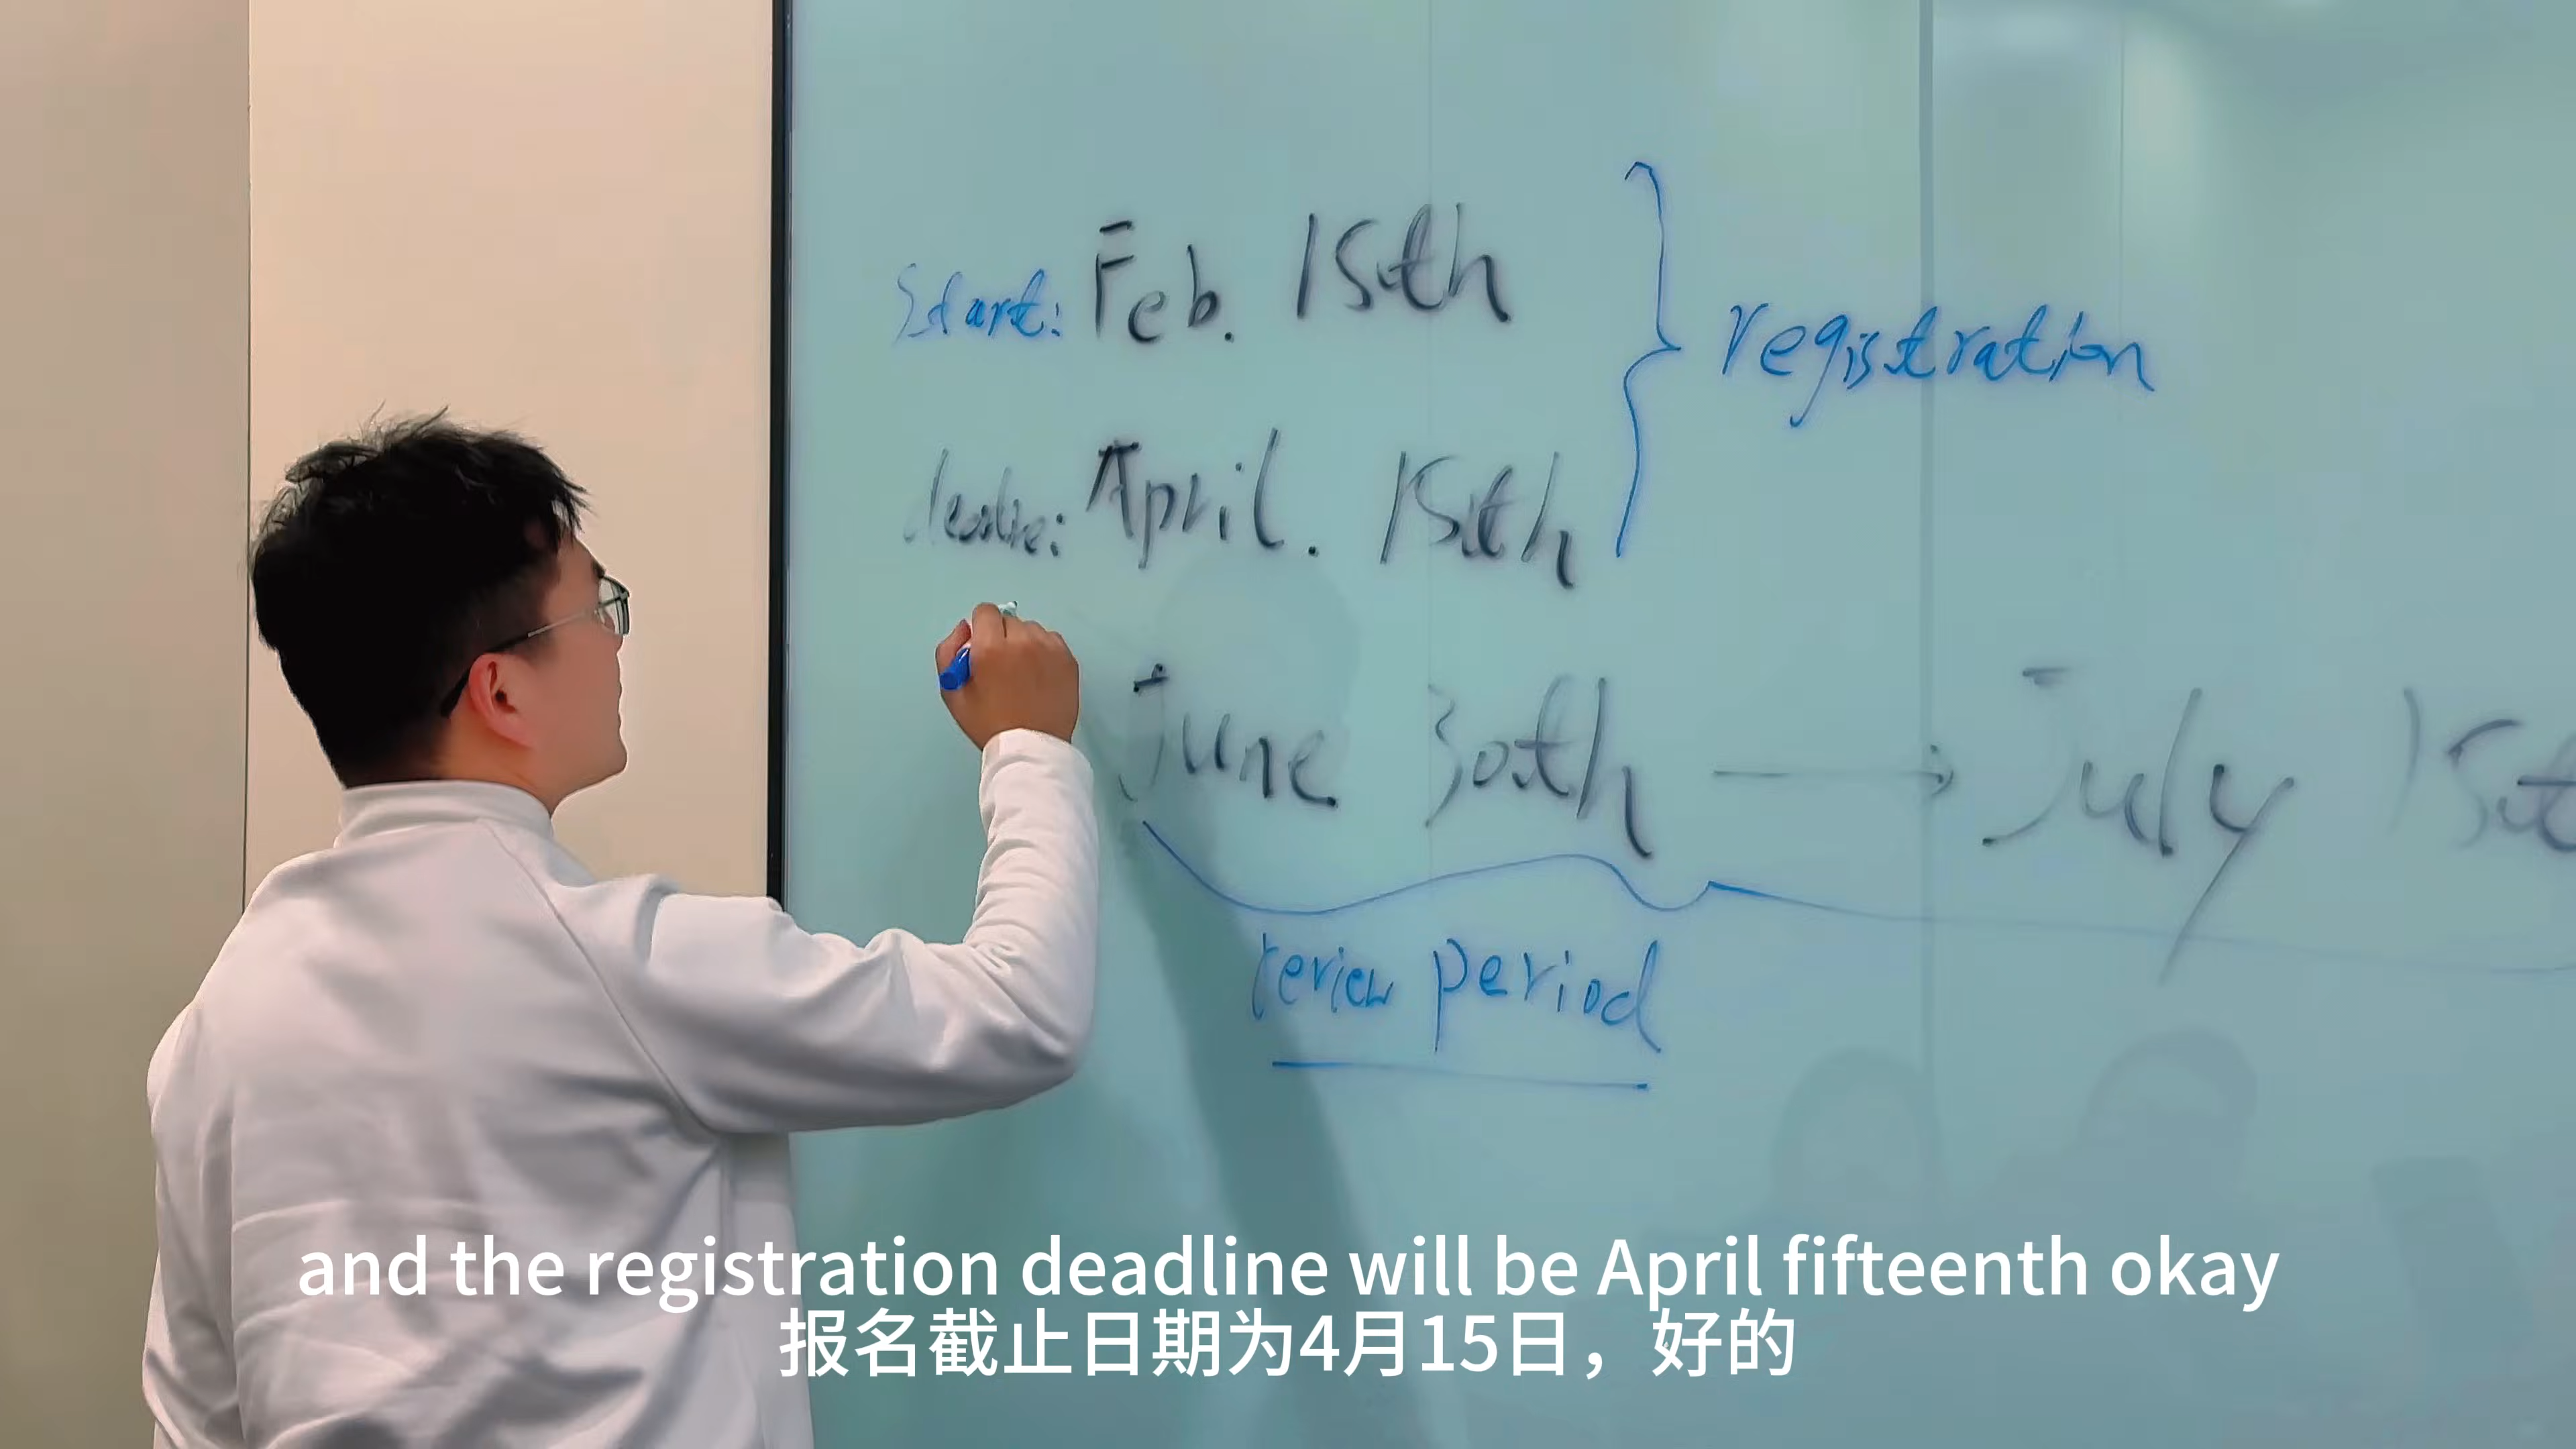 Start: Feb. 15th
registration
April. 15th
June 30th → July 15t
review period
and the registration deadline will be April fifteenth okay
报名截止日期为4月15日，好的